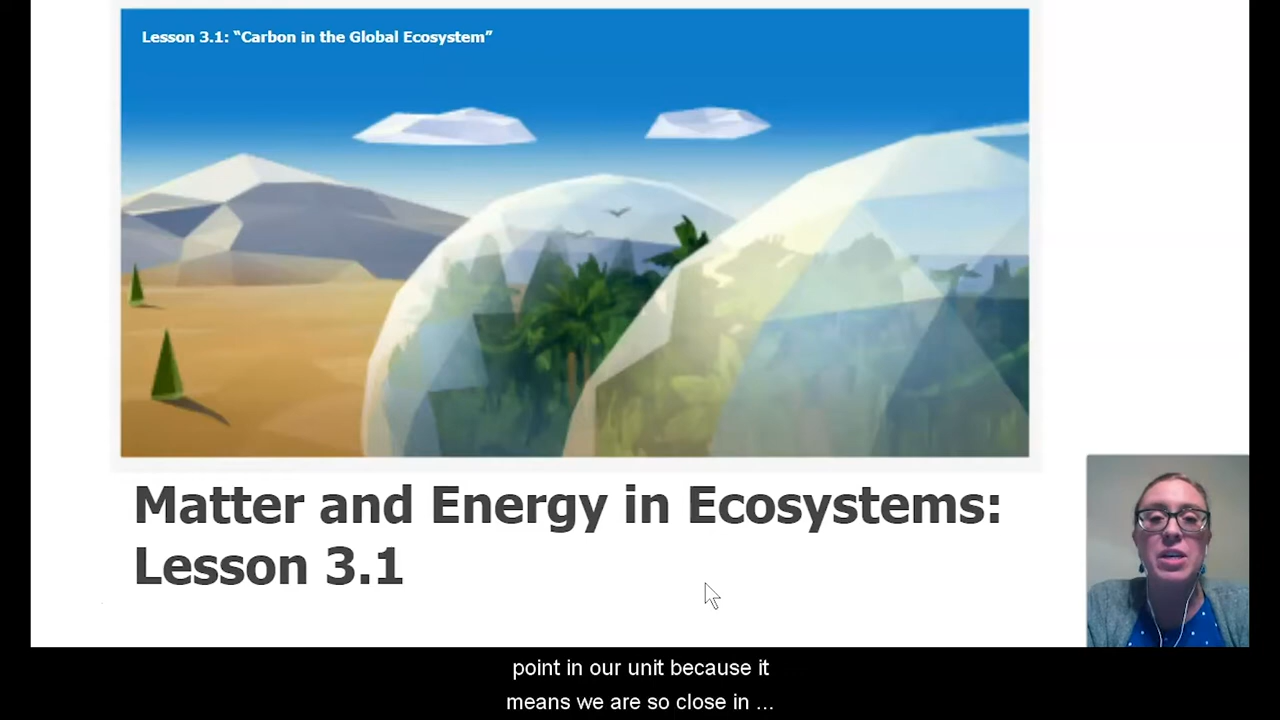 Lesson 3.1: “Carbon in the Global Ecosystem”
Matter and Energy in Ecosystems:
Lesson 3.1
point in our unit because it
means we are so close in ...